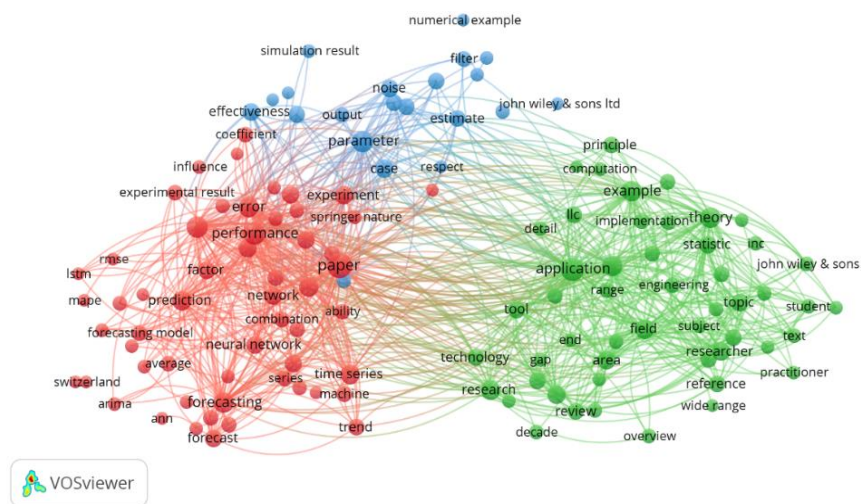 numerical example
simulation result
filter
noise
john wiley & sons ltd
effectiveness
output
estimate
coefficient
parameter
principle
influence
case
respect
computation
experimental result
experiment
example
error
springer nature
llc
implementation
theory
performance
detail
statistic
inc
rmse
paper
application
john wiley & sons
lstm
factor
range
engineering
mape
prediction
network
ability
tool
topic
student
combination
forecasting model
neural network
end
field
subject
text
average
technology
gap
area
researcher
switzerland
series
time series
practitioner
machine
research
reference
arima
forecasting
ann
review
wide range
forecast
trend
decade
overview
VOSviewer